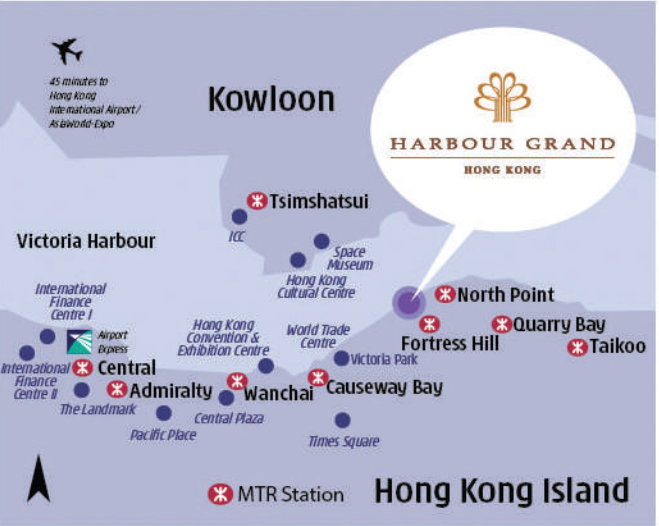 45 minutes to
Hong Kong
International Airport /
AsiaWorld-Expo
Kowloon
HARBOUR GRAND
HONG KONG
Tsimshatsui
ICC
Victoria Harbour
Space
Museum
Hong Kong
Cultural Centre
International
Finance
Centre I
North Point
Airport
Express
Hong Kong
Convention &
Exhibition Centre
World Trade
Centre
Fortress Hill
Quarry Bay
Taikoo
Victoria Park
International
Finance
Centre II
Central
Admiralty
Wanchai
Causeway Bay
The Landmark
Pacific Place
Central Plaza
Times Square
MTR Station
Hong Kong Island